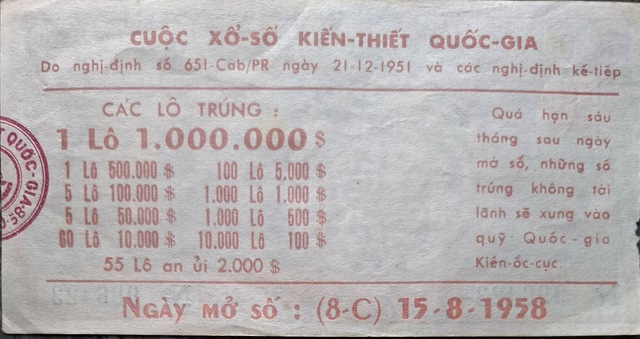 CUỘC XỔ-SỐ KIẾN-THIẾT QUỐC-GIA
Do nghị-định số 651-Cab/PR ngày 21-12-1951 và các nghị-định kế-tiếp
CÁC LÔ TRÚNG :
1 Lô 1.000.000 $
1 Lô 500.000 $ 100 Lô 5.000 $
5 Lô 100.000 $ 1.000 Lô 1.000 $
5 Lô 50.000 $ 1.000 Lô 500 $
60 Lô 10.000 $ 10.000 Lô 100 $
55 Lô an ủi 2.000 $
Quá hạn sáu
tháng sau ngày
mở số, những số
trúng không tới
lãnh sẽ xung vào
quỹ Quốc-gia
Kiến-ốc-cục.
NGÀY MỞ SỐ : (8-C) 15-8-1958
QUỐC-GIA